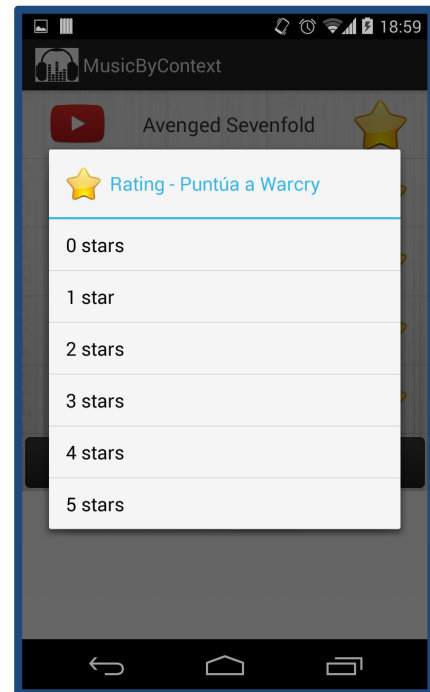 18:59
MusicByContext
Avenged Sevenfold
Rating - Puntúa a Warcry
0 stars
1 star
2 stars
3 stars
4 stars
5 stars